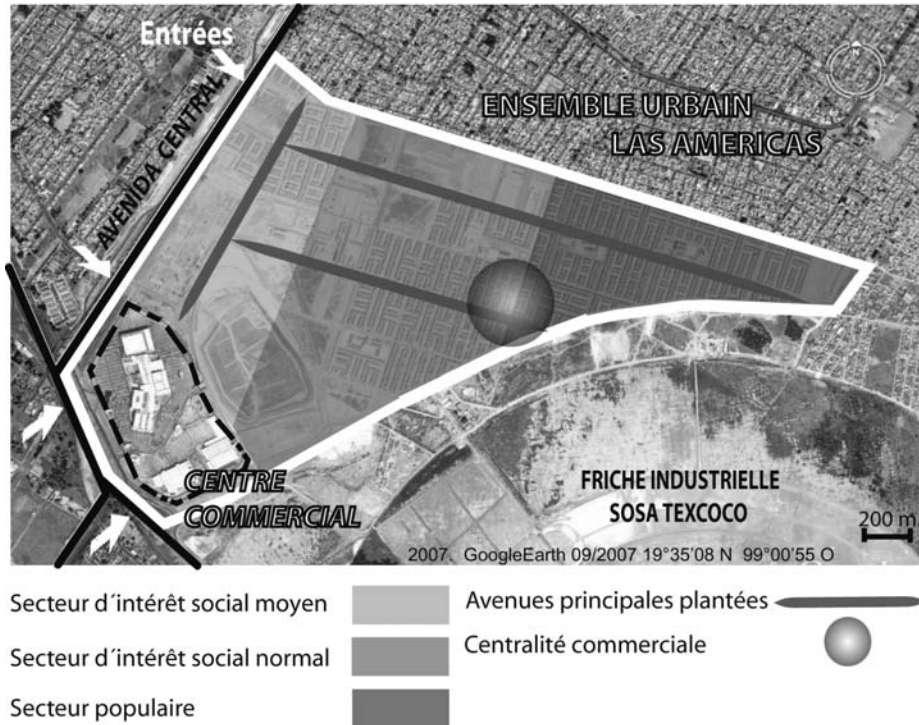 Entrées
AVENIDA CENTRAL
N
ENSEMBLE URBAIN
LAS AMERICAS
CENTRE
COMMERCIAL
FRICHE INDUSTRIELLE
SOSA TEXCOCO
200 m
2007. GoogleEarth 09/2007 19°35'08 N 99°00'55 O
Secteur d´intérêt social moyen
Avenues principales plantées
Secteur d´intérêt social normal
Centralité commerciale
Secteur populaire